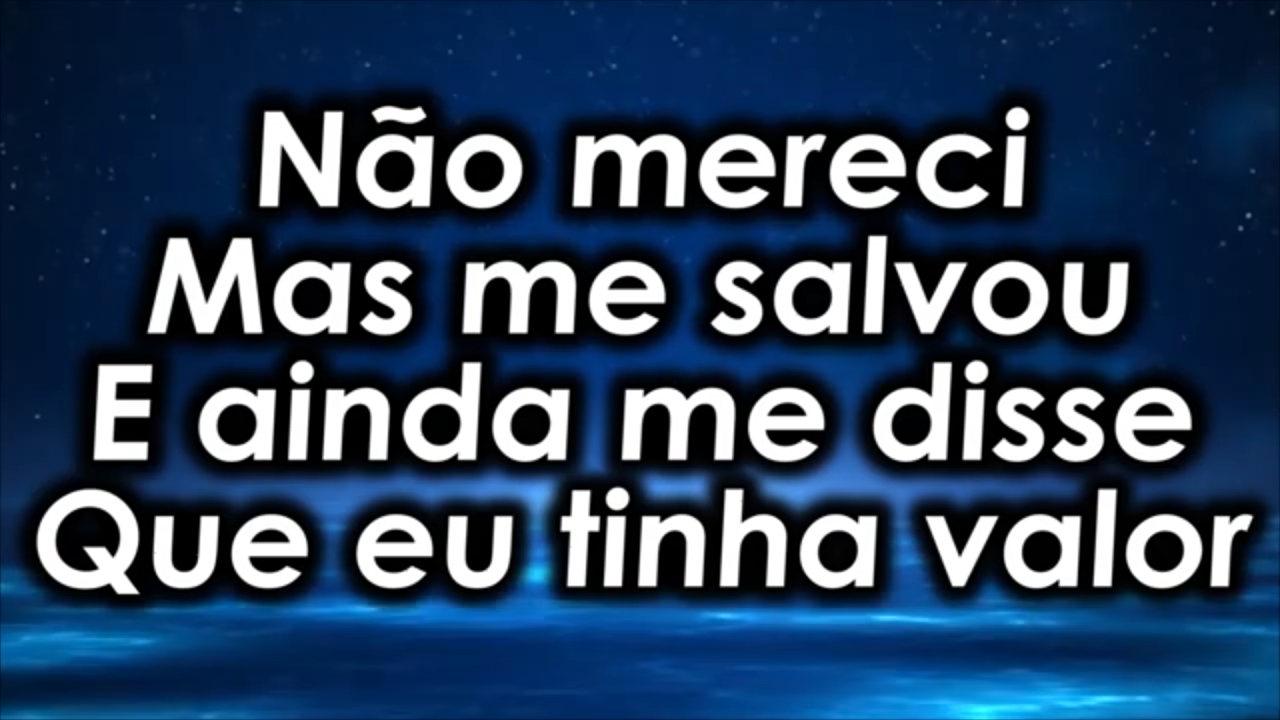 Não mereci
Mas me salvou
E ainda me disse
Que eu tinha valor